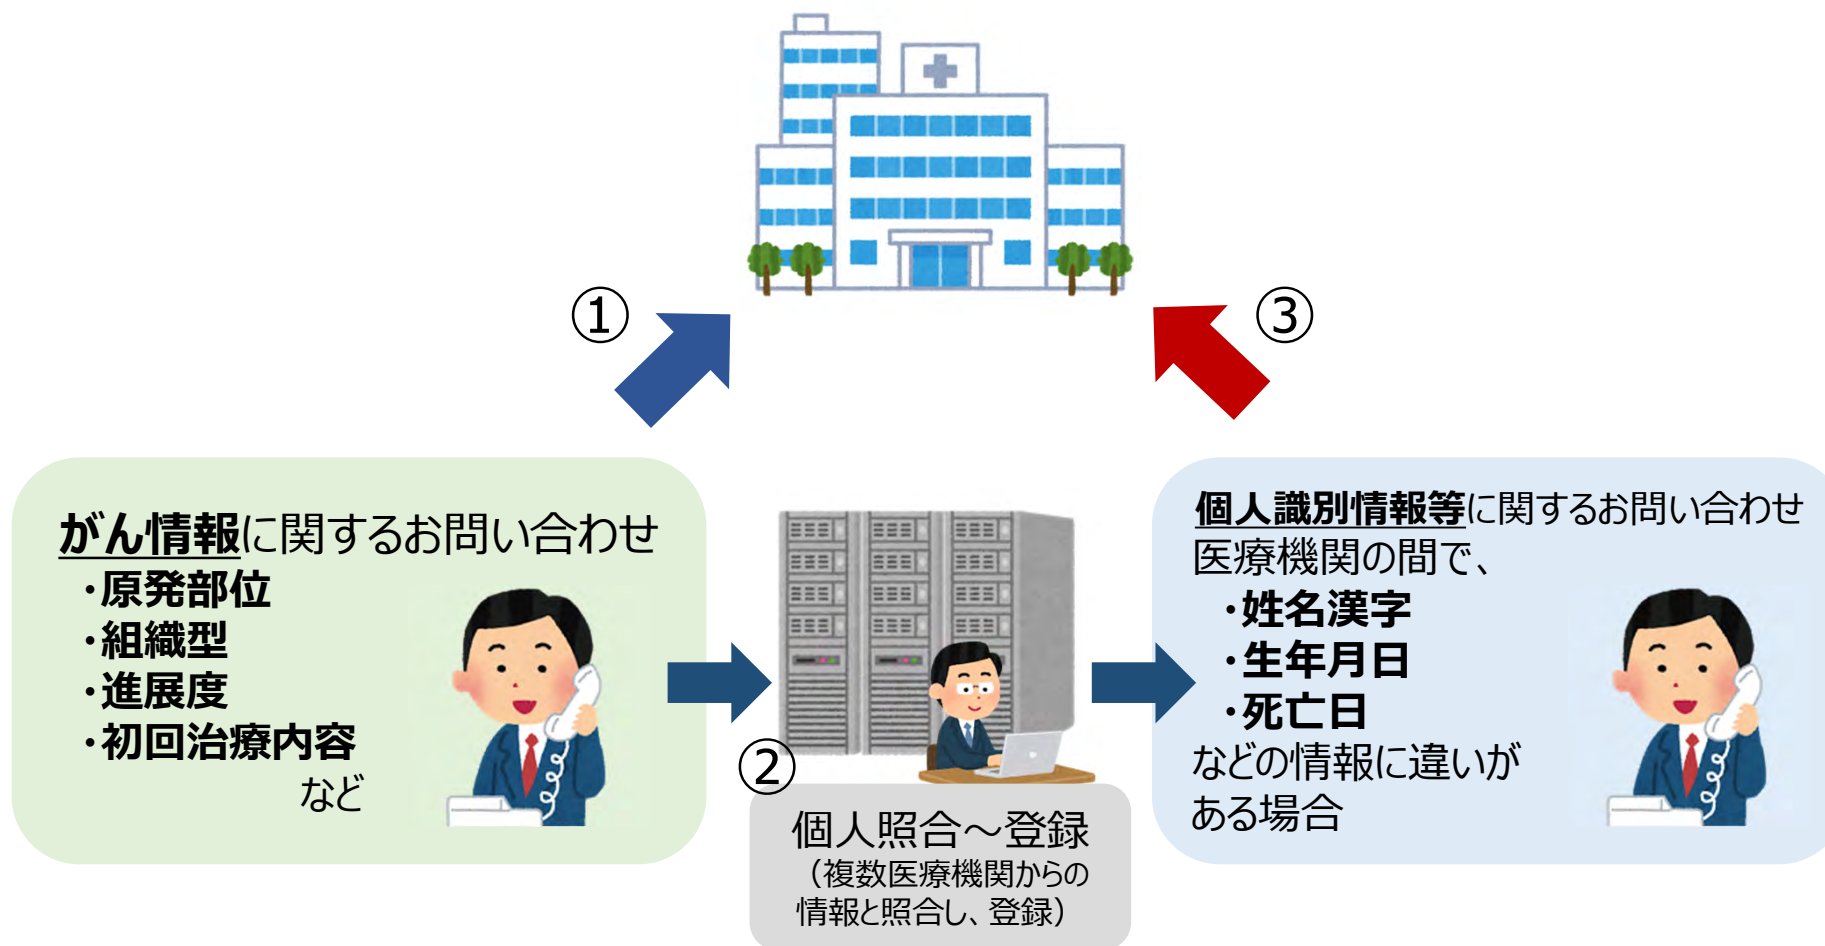 ①
③
がん情報に関するお問い合わせ
・原発部位
・組織型
・進展度
・初回治療内容
など
②
個人照合～登録
（複数医療機関からの
情報と照合し、登録）
個人識別情報等に関するお問い合わせ
医療機関の間で、
・姓名漢字
・生年月日
・死亡日
などの情報に違いが
ある場合